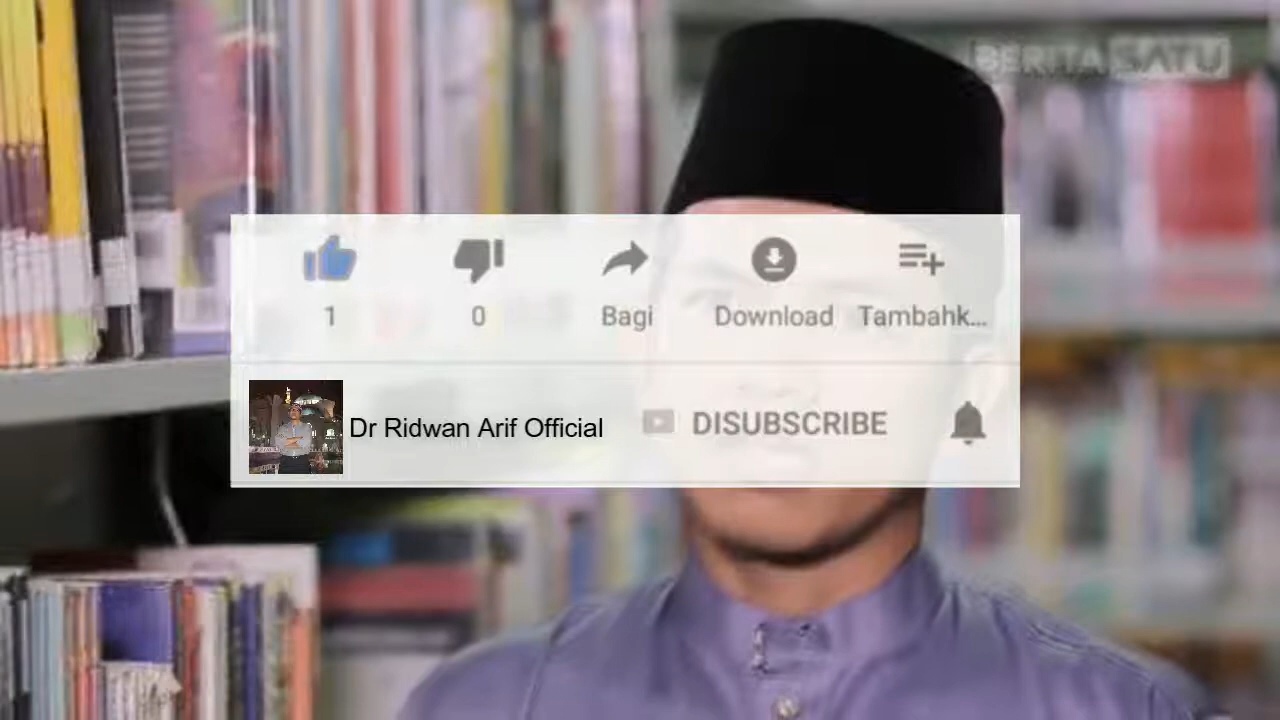 BERITA SATU
1 0 Bagi Download Tambahk...
Dr Ridwan Arif Official DISUBSCRIBE